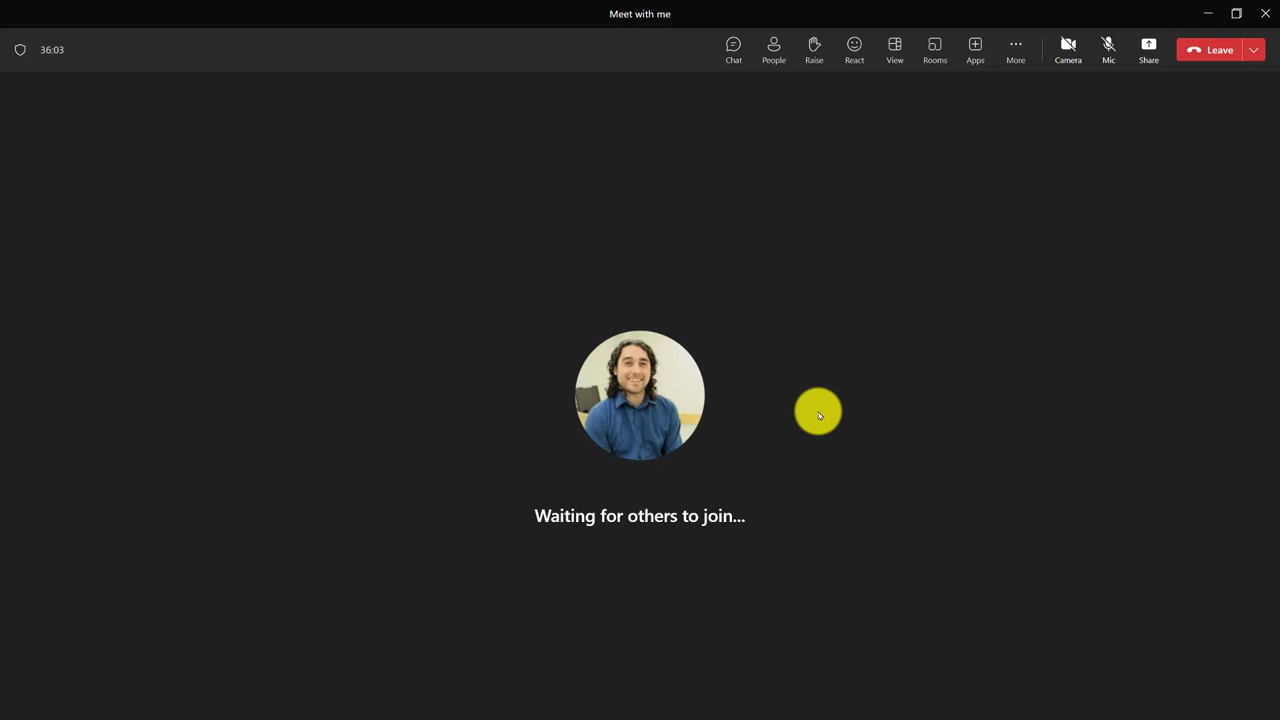 Meet with me
36:03
Chat
People
Raise
React
View
Rooms
Apps
More
Camera
Mic
Share
Leave
Waiting for others to join...